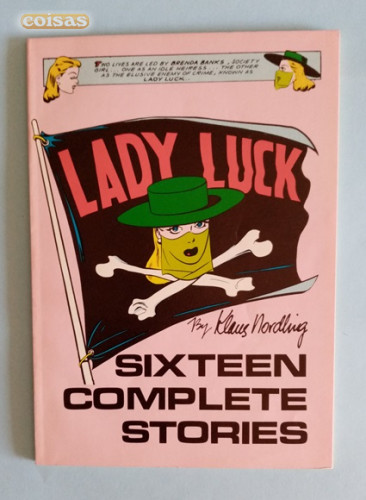 coisas
TWO LIVES ARE LED BY BRENDA BANKS, SOCIETY
GIRL... ONE AS AN IDLE HEIRESS... THE OTHER
AS THE ELUSIVE ENEMY OF CRIME, KNOWN AS
LADY LUCK...
LADY LUCK
By Klaus Nordling
SIXTEEN
COMPLETE
STORIES